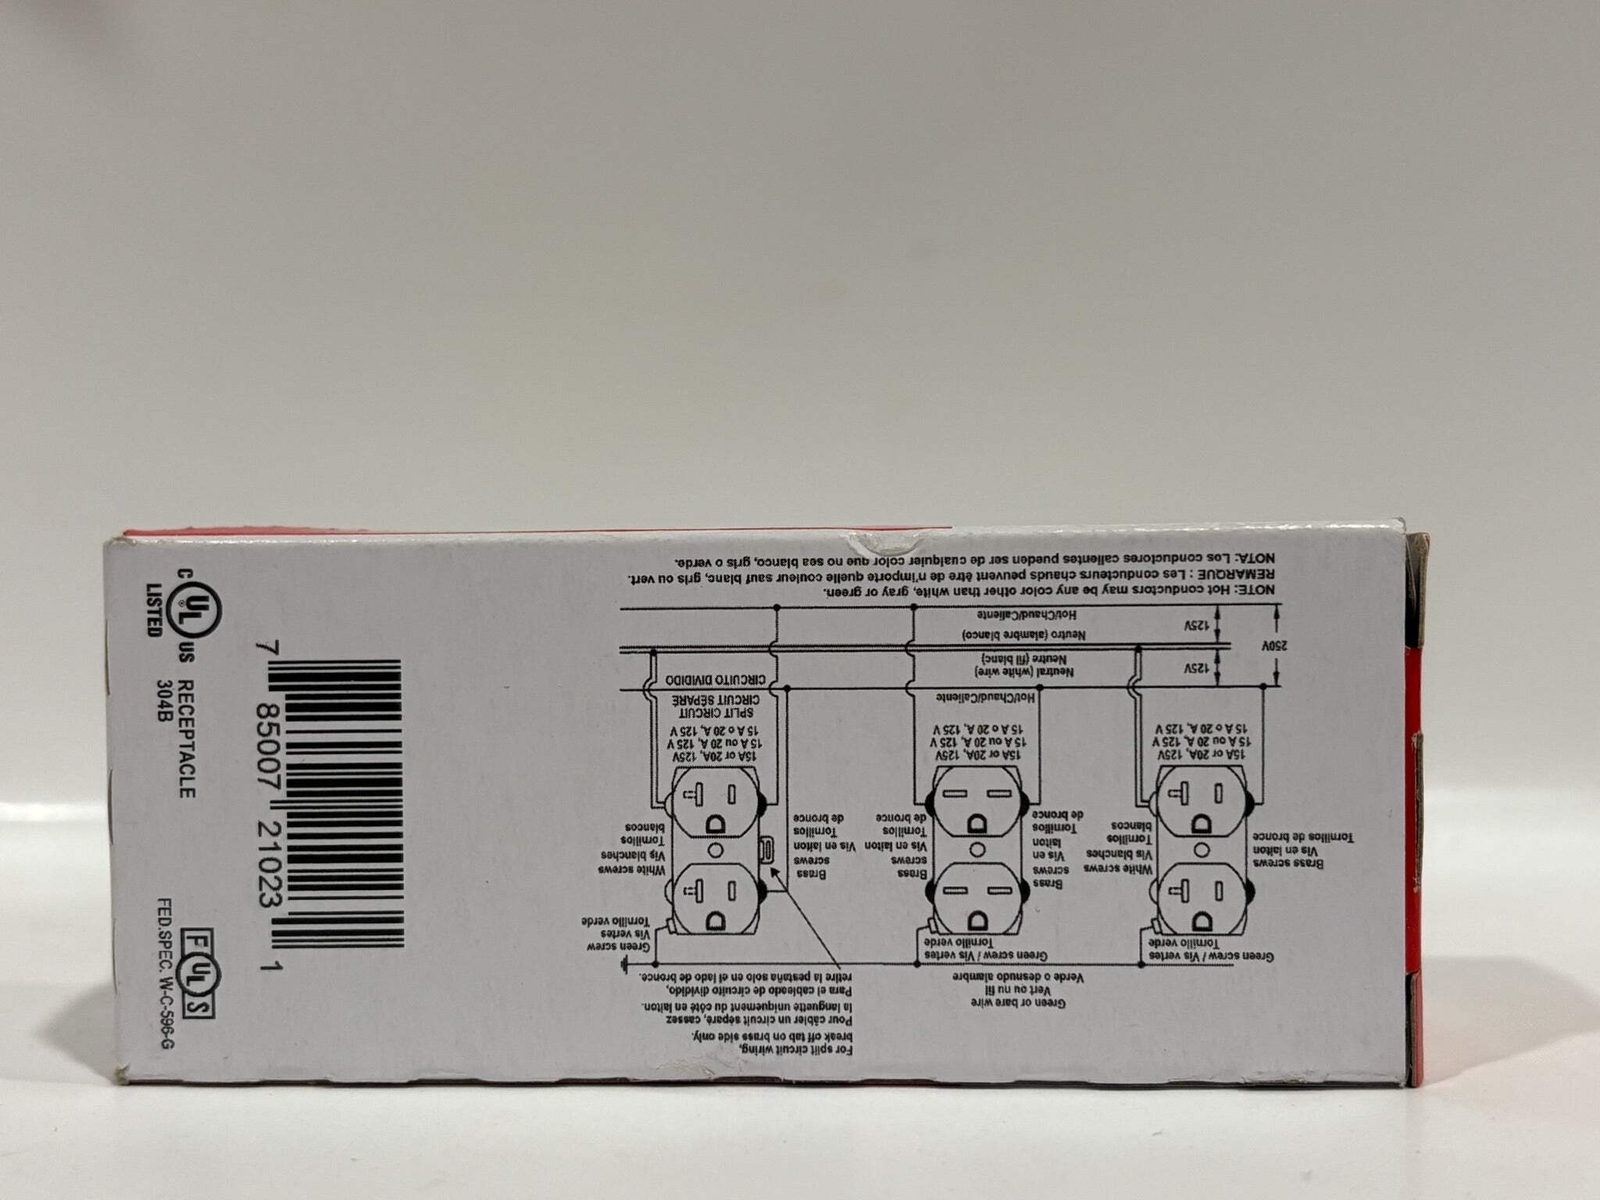 For split circuit wiring,
break off tab on brass side only.
Pour câbler un circuit séparé, cassez
la languette uniquement du côté en laiton.
Para el cableado de circuito dividido,
retire la pestaña solo en el lado de bronce.
Green or bare wire
Vert ou nu fil
Verde o desnudo alambre
Green screw / Vis vertes
Tornillo verde
Green screw / Vis / vertes
Tornillo verde
Green screw
Vis vertes
Tornillo verde
Brass screws
Vis en laiton
Tornillos de bronce
White screws
Vis blanches
Tornillos
blancos
Brass
screws
Vis en
laiton
Tornillos
de bronce
Brass
screws
Vis en laiton
Tornillos
de bronce
Brass
screws
Vis en laiton
Tornillos
de bronce
White screws
Vis blanches
Tornillos
blancos
15A or 20A, 125V
15 A ou 20 A, 125 V
15 A o 20 A, 125 V
15A or 20A, 125V
15 A ou 20 A, 125 V
15 A o 20 A, 125 V
15A or 20A, 125V
15 A ou 20 A, 125 V
15 A o 20 A, 125 V
SPLIT CIRCUIT
CIRCUIT SÉPARÉ
CIRCUITO DIVIDIDO
Hot/Chaud/Caliente
Neutral (white wire)
Neutre (fil blanc)
Neutro (alambre blanco)
Hot/Chaud/Caliente
125V
250V
125V
NOTE: Hot conductors may be any color other than white, gray or green.
REMARQUE : Les conducteurs chauds peuvent être de n'importe quelle couleur sauf blanc, gris ou vert.
NOTA: Los conductores calientes pueden ser de cualquier color que no sea blanco, gris o verde.
C UL US
LISTED
RECEPTACLE
304B
F UL S
FED.SPEC. W-C-596-G
7 85007 21023 1